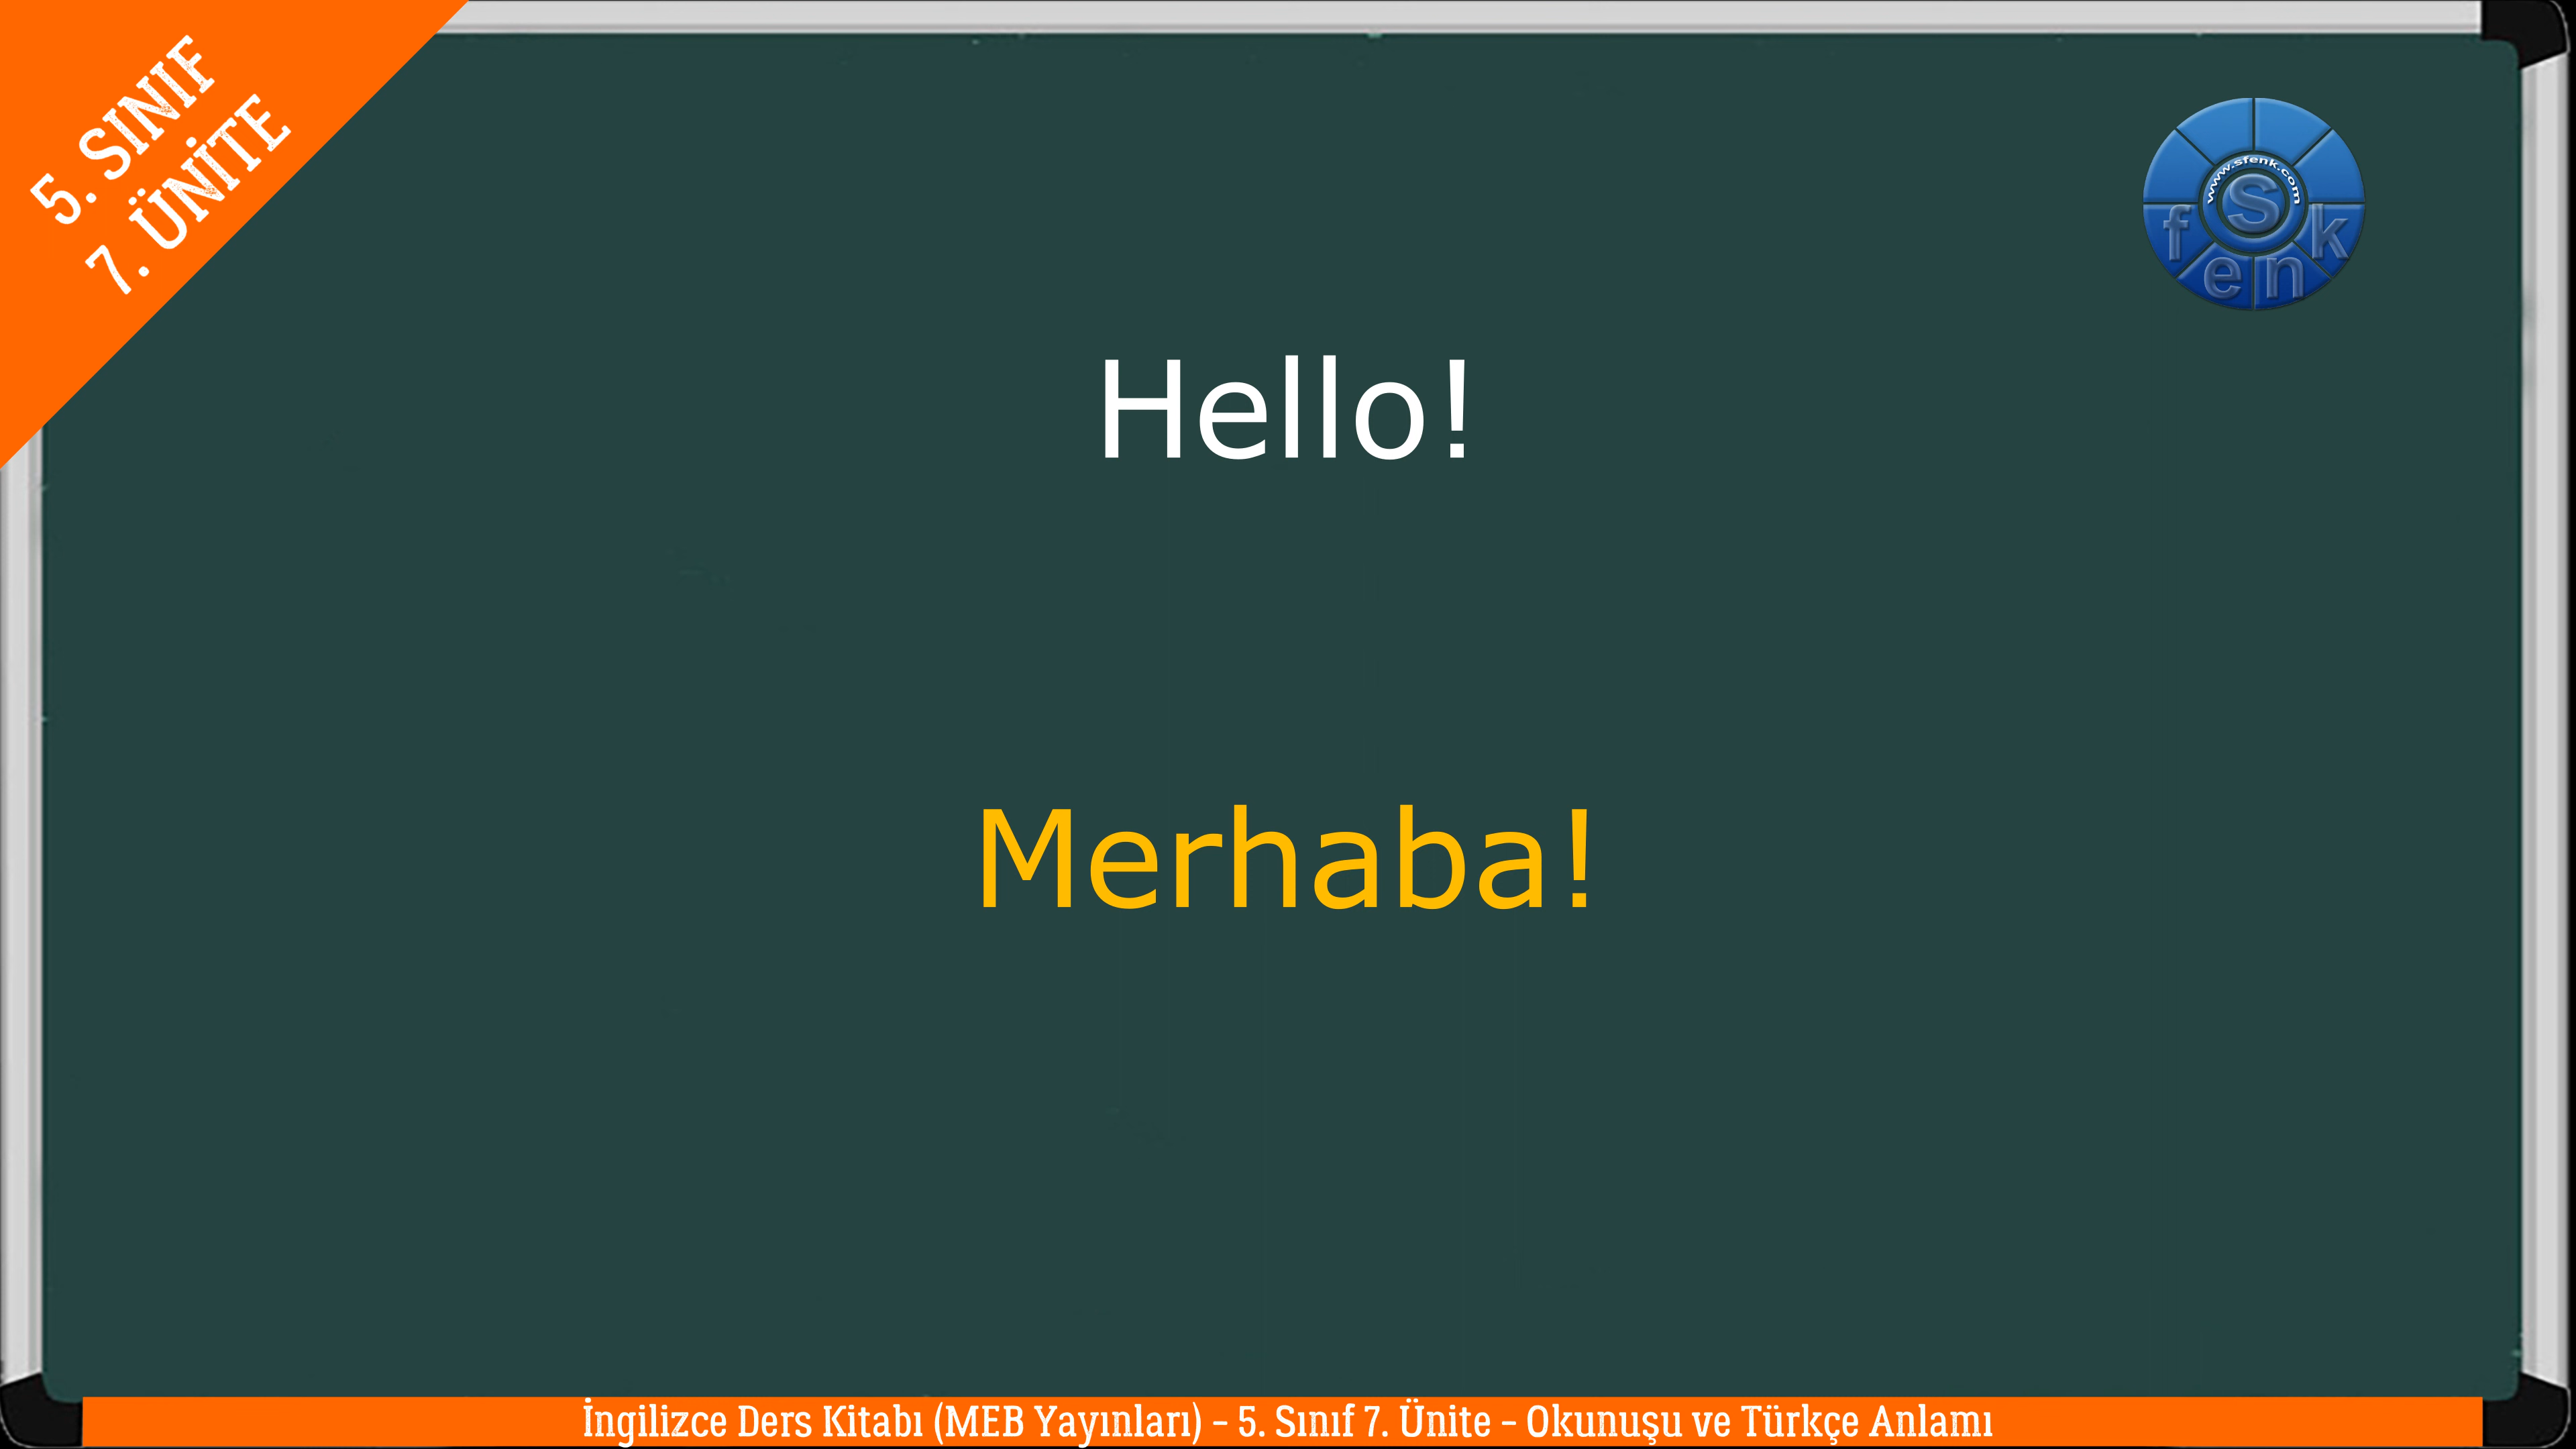 5. SINIF
7. ÜNİTE
www.sfenk.com
S
f e n k
Hello!
Merhaba!
İngilizce Ders Kitabı (MEB Yayınları) – 5. Sınıf 7. Ünite – Okunuşu ve Türkçe Anlamı